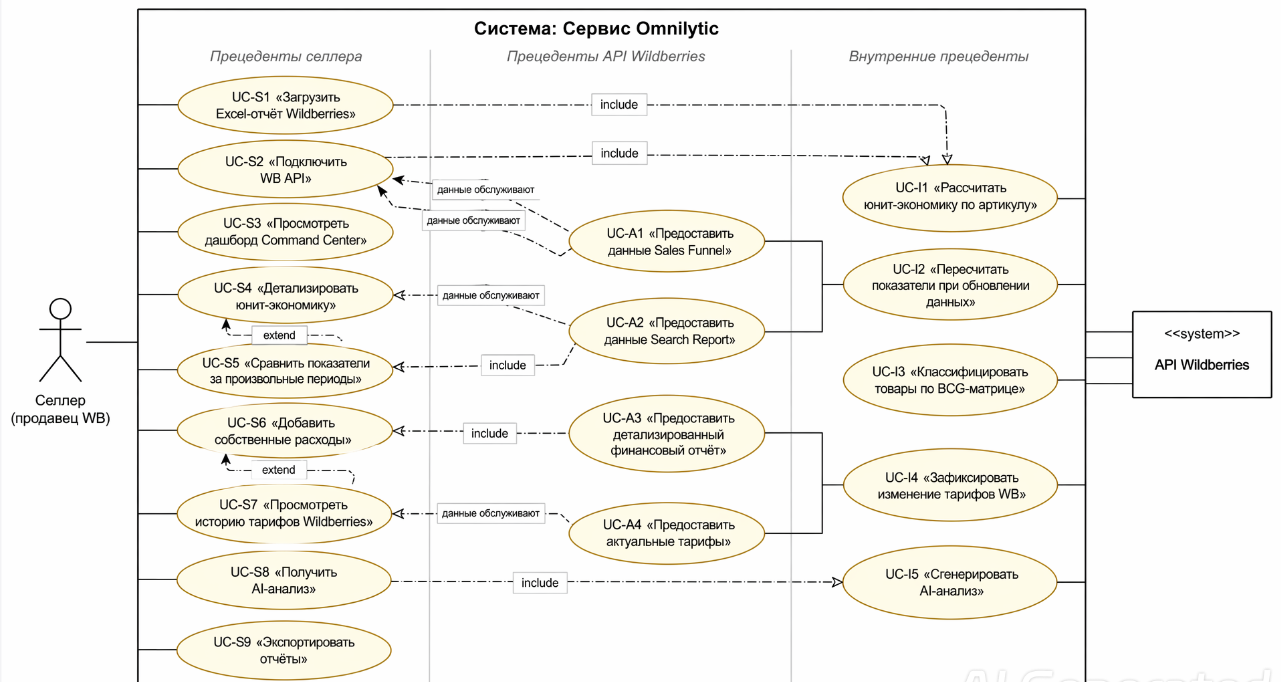 Система: Сервис Omnilytic
Прецеденты селлера
Прецеденты API Wildberries
Внутренние прецеденты
UC-S1 «Загрузить
Excel-отчёт Wildberries»
include
UC-S2 «Подключить
WB API»
include
данные обслуживают
данные обслуживают
UC-I1 «Рассчитать
юнит-экономику по артикулу»
UC-S3 «Просмотреть
дашборд Command Center»
UC-A1 «Предоставить
данные Sales Funnel»
UC-I2 «Пересчитать
показатели при обновлении
данных»
UC-S4 «Детализировать
юнит-экономику»
данные обслуживают
extend
UC-A2 «Предоставить
данные Search Report»
<<system>>
API Wildberries
UC-S5 «Сравнить показатели
за произвольные периоды»
include
UC-I3 «Классифицировать
товары по BCG-матрице»
Селлер
(продавец WB)
UC-S6 «Добавить
собственные расходы»
include
UC-A3 «Предоставить
детализированный
финансовый отчёт»
extend
UC-I4 «Зафиксировать
изменение тарифов WB»
UC-S7 «Просмотреть
историю тарифов Wildberries»
данные обслуживают
UC-A4 «Предоставить
актуальные тарифы»
UC-S8 «Получить
AI-анализ»
include
UC-I5 «Сгенерировать
AI-анализ»
UC-S9 «Экспортировать
отчёты»
AI Generated